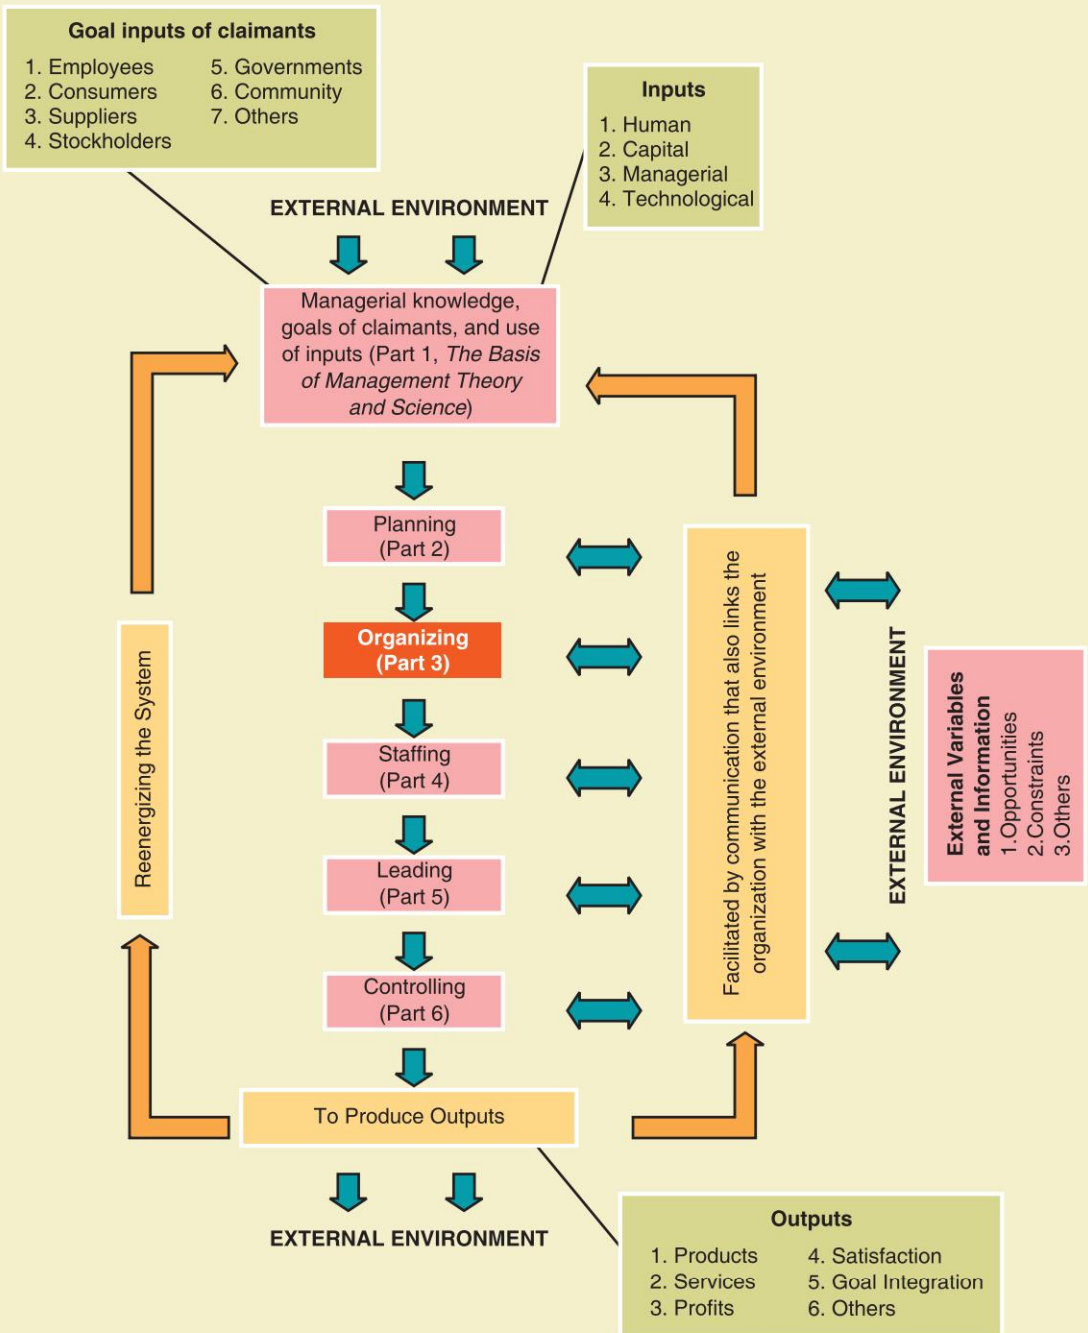 Goal inputs of claimants
1. Employees
2. Consumers
3. Suppliers
4. Stockholders
5. Governments
6. Community
7. Others
Inputs
1. Human
2. Capital
3. Managerial
4. Technological
EXTERNAL ENVIRONMENT
Managerial knowledge,
goals of claimants, and use
of inputs (Part 1, The Basis
of Management Theory
and Science)
Planning
(Part 2)
Organizing
(Part 3)
Staffing
(Part 4)
Leading
(Part 5)
Controlling
(Part 6)
To Produce Outputs
Reenergizing the System
Facilitated by communication that also links the
organization with the external environment
EXTERNAL ENVIRONMENT
External Variables
and Information
1.Opportunities
2.Constraints
3.Others
EXTERNAL ENVIRONMENT
Outputs
1. Products
2. Services
3. Profits
4. Satisfaction
5. Goal Integration
6. Others